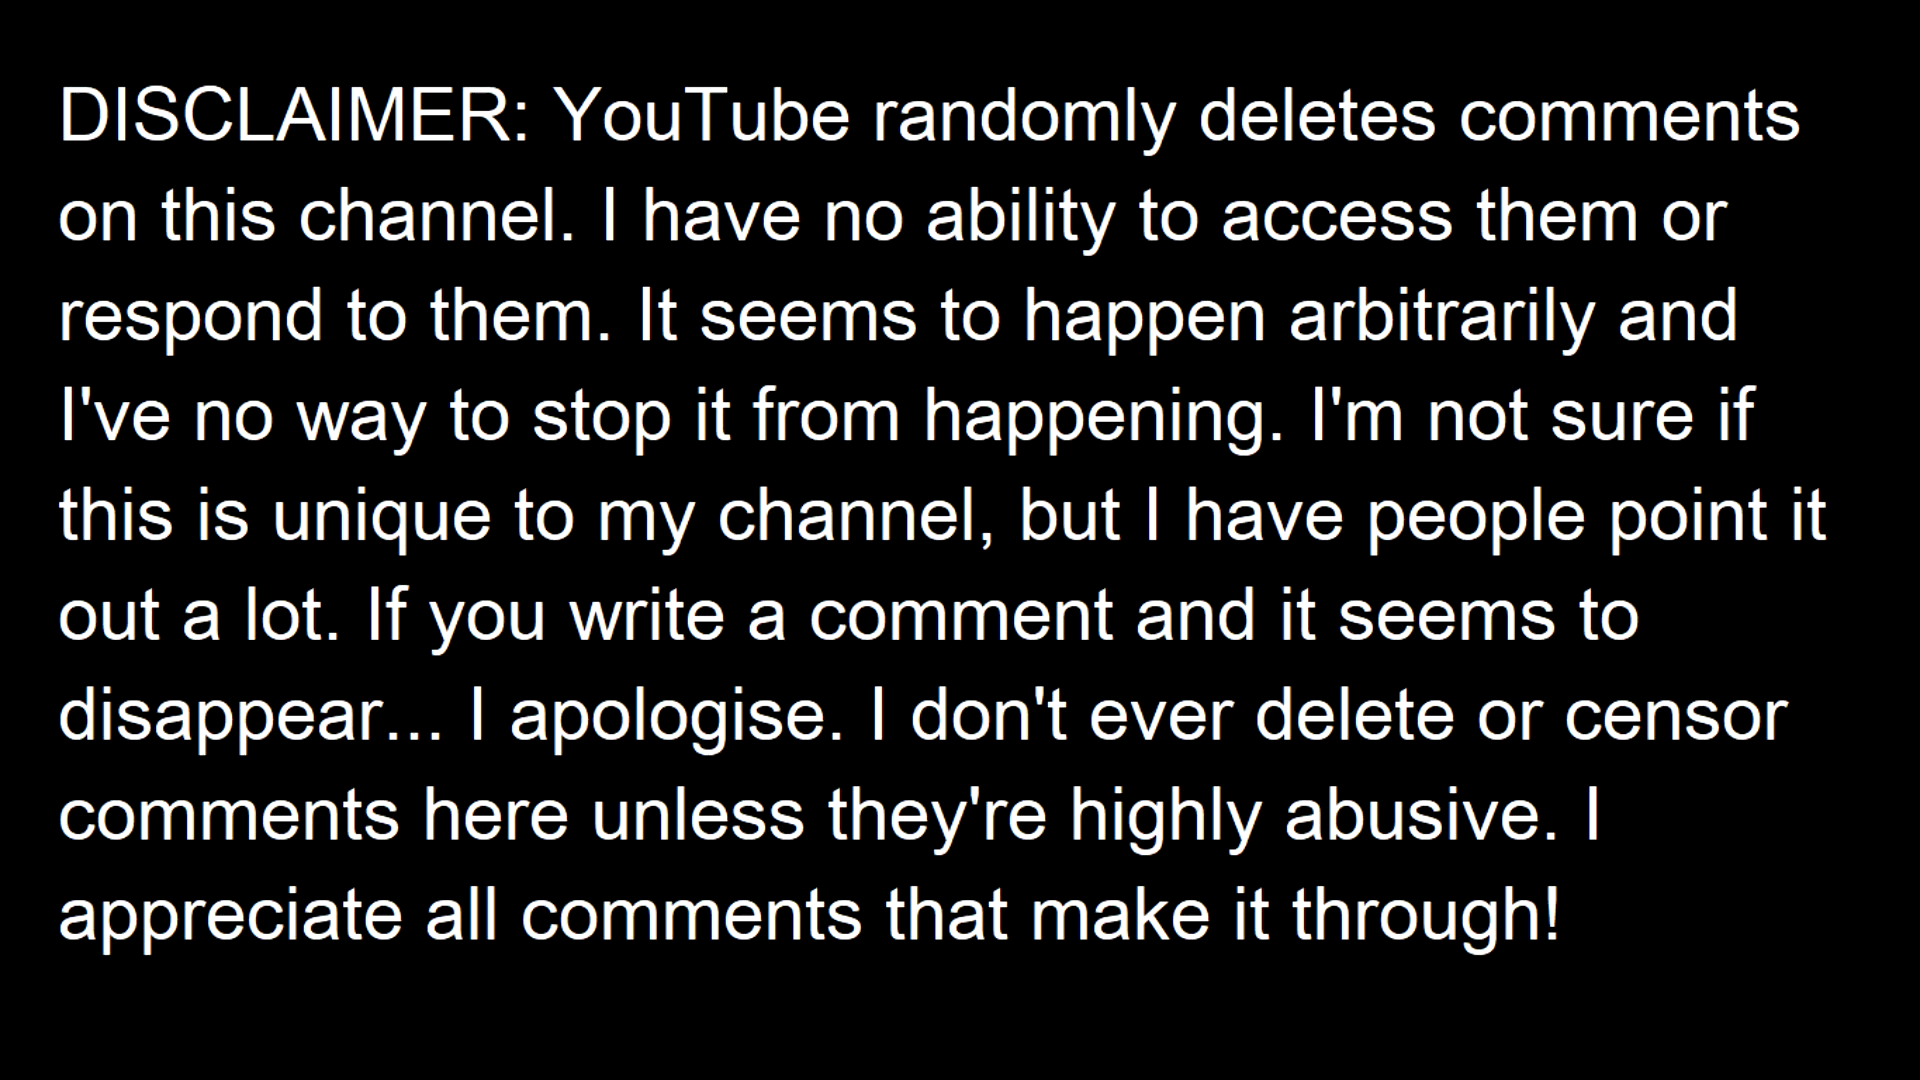 DISCLAIMER: YouTube randomly deletes comments
on this channel. I have no ability to access them or
respond to them. It seems to happen arbitrarily and
I've no way to stop it from happening. I'm not sure if
this is unique to my channel, but I have people point it
out a lot. If you write a comment and it seems to
disappear... I apologise. I don't ever delete or censor
comments here unless they're highly abusive. I
appreciate all comments that make it through!